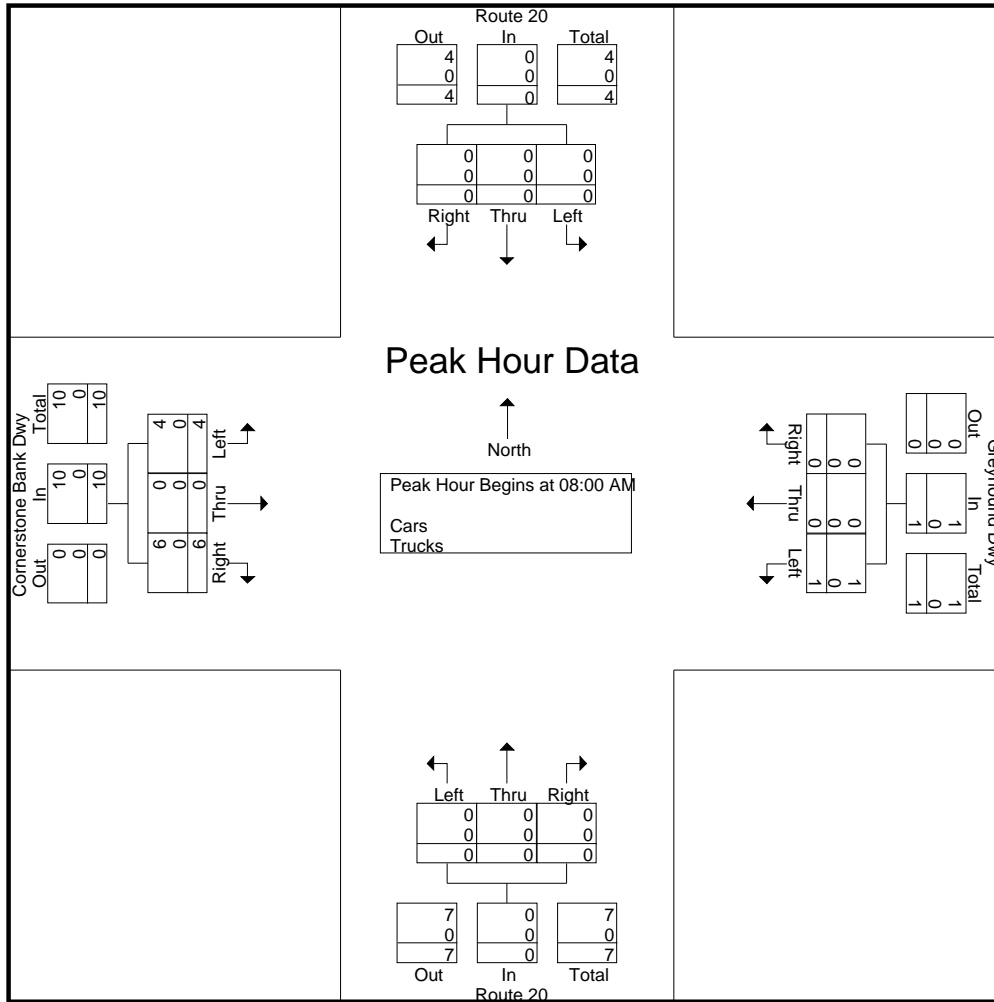 Route 20
Out In Total
4 0 4
0 0 0
4 0 4
0 0 0
0 0 0
0 0 0
Right Thru Left
Peak Hour Data
North
Peak Hour Begins at 08:00 AM
Cars
Trucks
Cornerstone Bank Dwy
Total In Out
10 10 0
0 0 0
10 10 0
4 0 6
0 0 0
4 0 6
Left Thru Right
Greyhound Dwy
Out In Total
0 1 1
0 0 0
0 1 1
0 0 1
0 0 0
0 0 1
Right Thru Left
Left Thru Right
0 0 0
0 0 0
0 0 0
7 0 7
0 0 0
7 0 7
Out In Total
Route 20